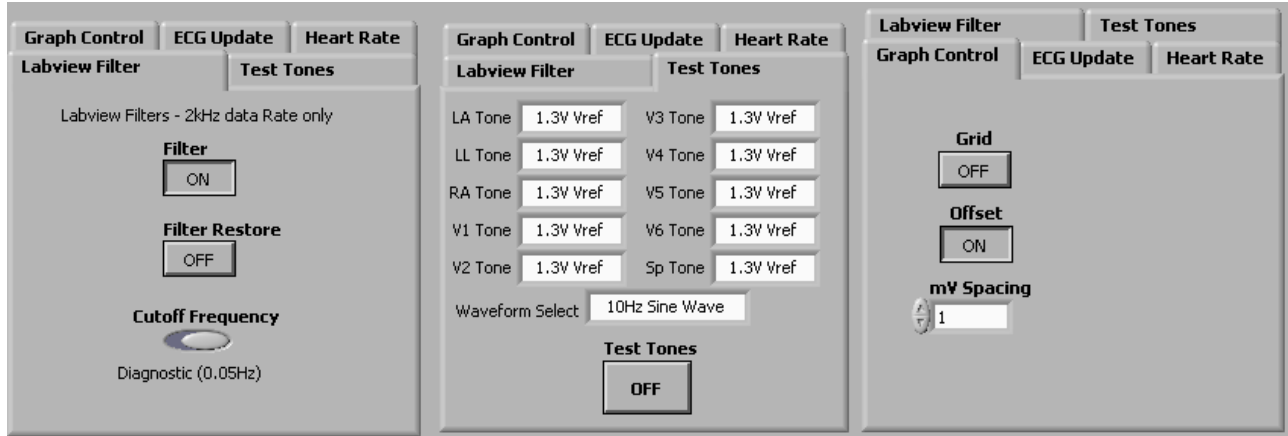 Graph Control ECG Update Heart Rate
Labview Filter Test Tones
Labview Filters - 2kHz data Rate only
Filter
ON
Filter Restore
OFF
Cutoff Frequency
Diagnostic (0.05Hz)
Graph Control ECG Update Heart Rate
Labview Filter Test Tones
LA Tone 1.3V Vref V3 Tone 1.3V Vref
LL Tone 1.3V Vref V4 Tone 1.3V Vref
RA Tone 1.3V Vref V5 Tone 1.3V Vref
V1 Tone 1.3V Vref V6 Tone 1.3V Vref
V2 Tone 1.3V Vref Sp Tone 1.3V Vref
Waveform Select 10Hz Sine Wave
Test Tones
OFF
Labview Filter Test Tones
Graph Control ECG Update Heart Rate
Grid
OFF
Offset
ON
mV Spacing
1